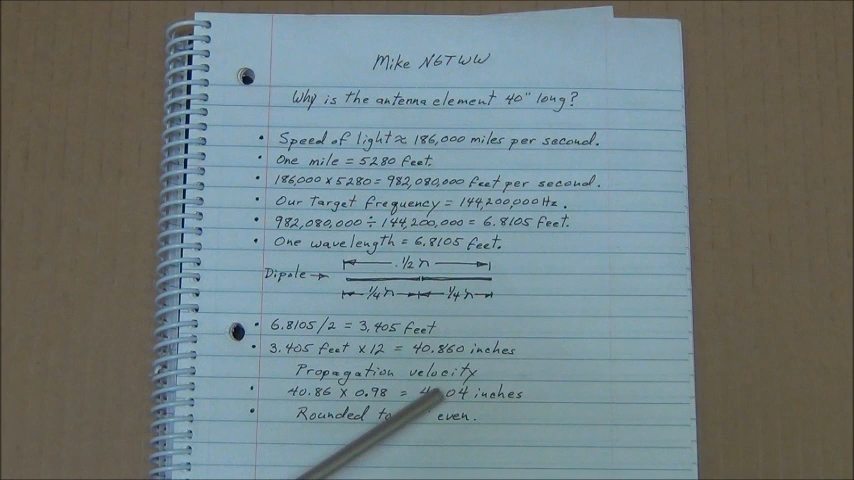 Mike N6TWW
Why is the antenna element 40" long?
• Speed of light ≈ 186,000 miles per second.
• One mile = 5280 feet.
• 186,000 x 5280 = 982,080,000 feet per second.
• Our target frequency = 144,200,000 Hz.
• 982,080,000 ÷ 144,200,000 = 6.8105 feet.
• One wavelength = 6.8105 feet.
1/2 λ
Dipole →
1/4 λ 1/4 λ
• 6.8105/2 = 3.405 feet
• 3.405 feet x 12 = 40.860 inches
Propagation velocity
• 40.86 x 0.98 = inches
• Rounded even.